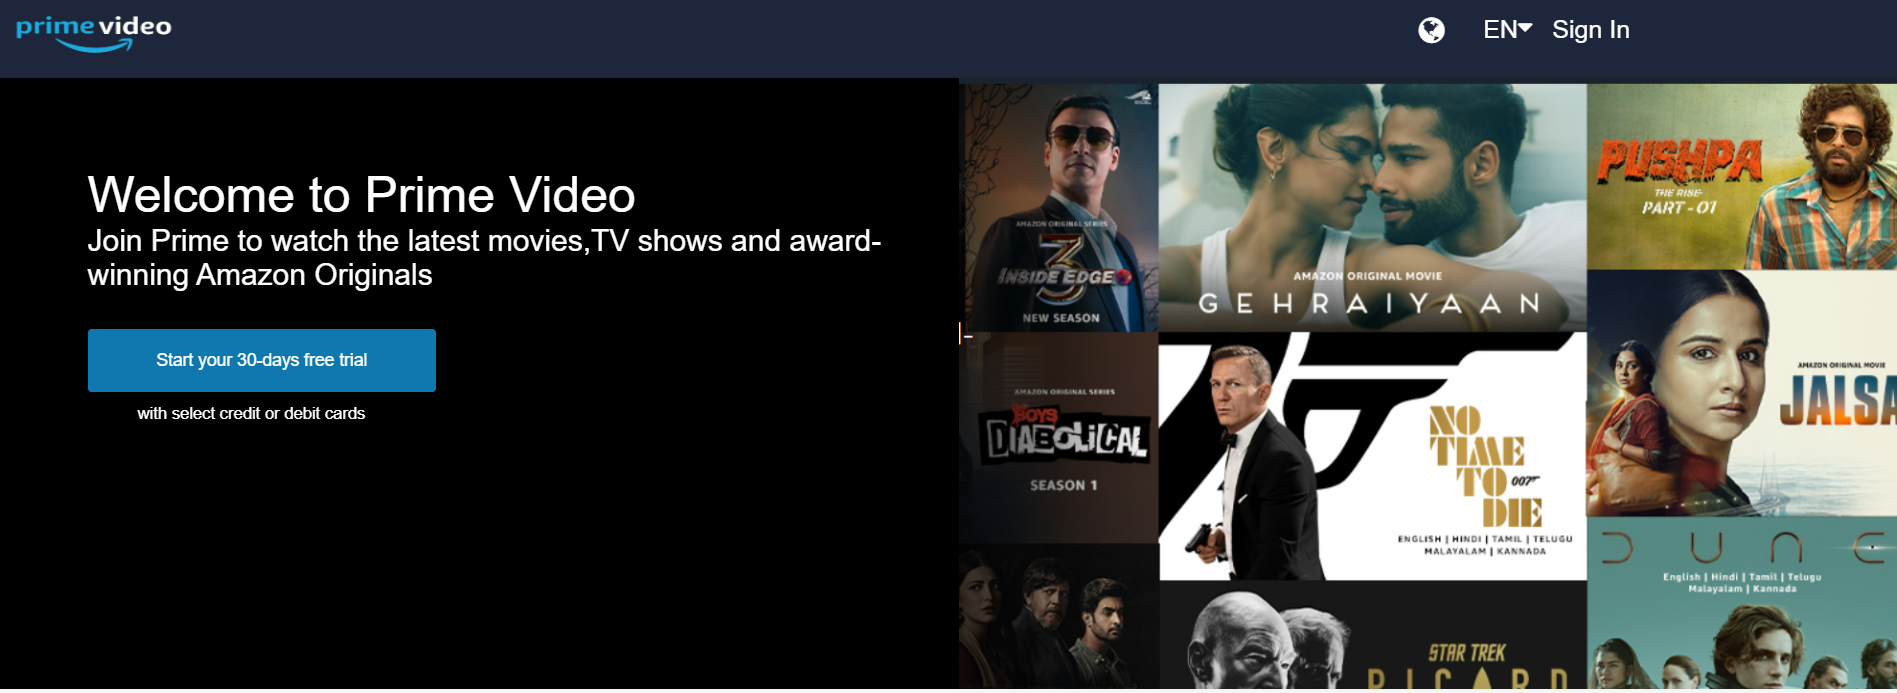 prime video
EN Sign In
Welcome to Prime Video
Join Prime to watch the latest movies,TV shows and award-
winning Amazon Originals
Start your 30-days free trial
with select credit or debit cards
AMAZON ORIGINAL SERIES
3
INSIDE EDGE
NEW SEASON
AMAZON ORIGINAL MOVIE
GEHRAIYAAN
PUSHPA
THE RISE-
PART - 01
AMAZON ORIGINAL SERIES
BOYS
DIABOLICAL
SEASON 1
NO
TIME
TO 007
DIE
ENGLISH | HINDI | TAMIL | TELUGU
MALAYALAM | KANNADA
AMAZON ORIGINAL MOVIE
JALSA
DUNE
English | Hindi | Tamil | Telugu
Malayalam | Kannada
STAR TREK
PICARD